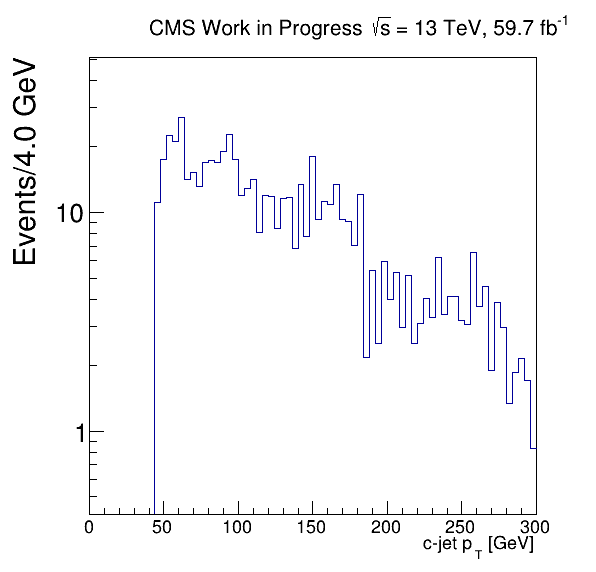 CMS Work in Progress √s = 13 TeV, 59.7 fb⁻¹
Events/4.0 GeV
10
1
0 50 100 150 200 250 300
c-jet p_T [GeV]